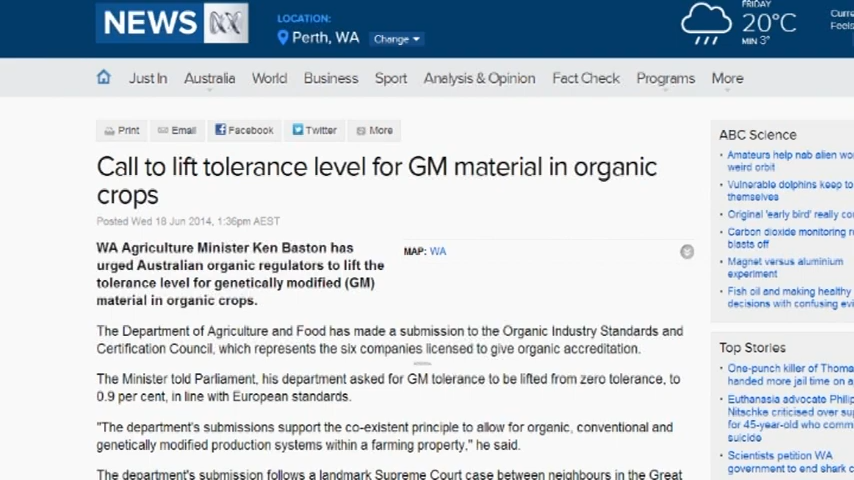 NEWS
LOCATION:
Perth, WA Change
FRIDAY
20°C
MIN 3°
Feels
Just In Australia World Business Sport Analysis & Opinion Fact Check Programs More
Print Email Facebook Twitter More
Call to lift tolerance level for GM material in organic
crops
Posted Wed 18 Jun 2014, 1:36pm AEST
WA Agriculture Minister Ken Baston has
urged Australian organic regulators to lift the
tolerance level for genetically modified (GM)
material in organic crops.
MAP: WA
The Department of Agriculture and Food has made a submission to the Organic Industry Standards and
Certification Council, which represents the six companies licensed to give organic accreditation.
The Minister told Parliament, his department asked for GM tolerance to be lifted from zero tolerance, to
0.9 per cent, in line with European standards.
"The department's submissions support the co-existent principle to allow for organic, conventional and
genetically modified production systems within a farming property," he said.
The department's submission follows a landmark Supreme Court case between neighbours in the Great
ABC Science
Amateurs help nab alien wo
weird orbit
Vulnerable dolphins keep to
themselves
Original 'early bird' really co
Carbon dioxide monitoring r
blasts off
Magnet versus aluminium
experiment
Fish oil and making healthy
decisions with confusing evi
Top Stories
One-punch killer of Thoma
handed more jail time on a
Euthanasia advocate Philip
Nitschke criticised over sup
for 45-year-old who comm
suicide
Scientists petition WA
government to end shark c